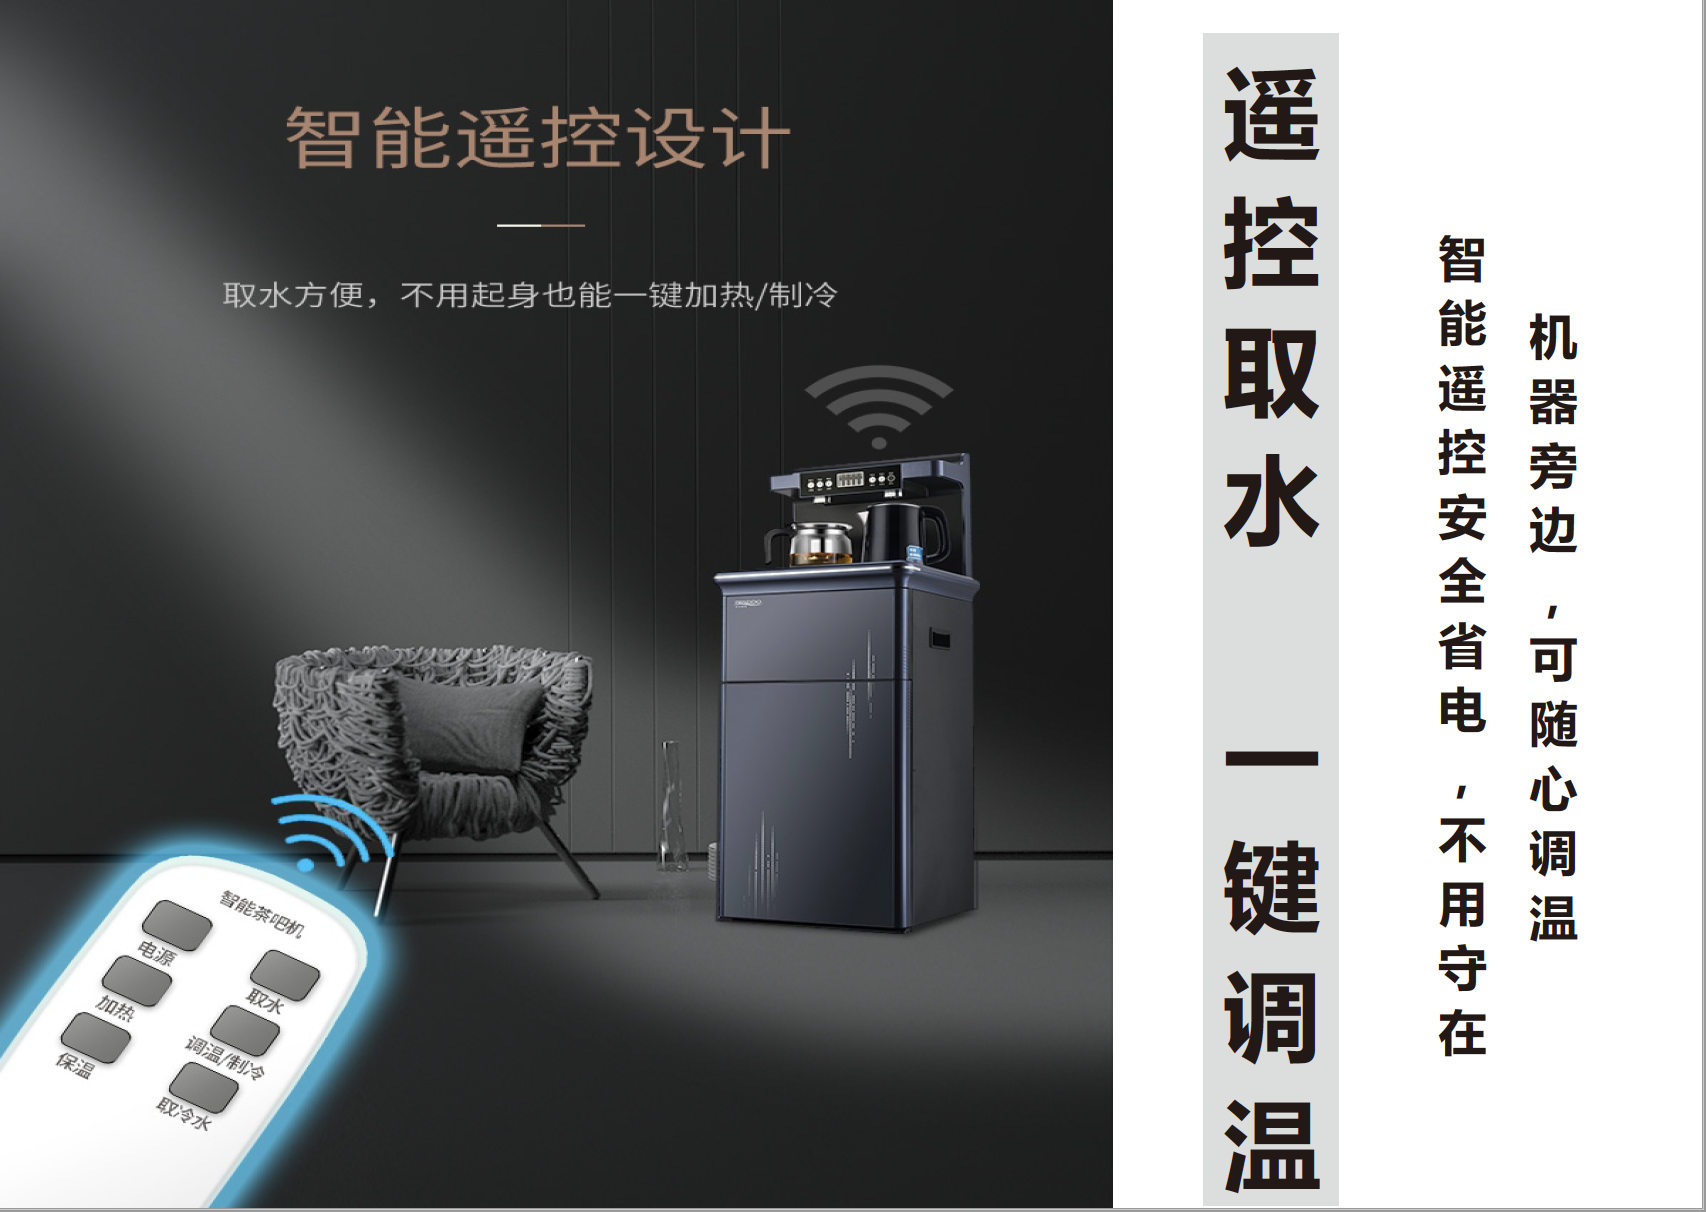 智能遥控设计
取水方便，不用起身也能一键加热/制冷
智能茶吧机
电源
取水
加热
调温/制冷
保温
取冷水
遥控取水 一键调温
智能遥控安全省电，不用守在
机器旁边，可随心调温